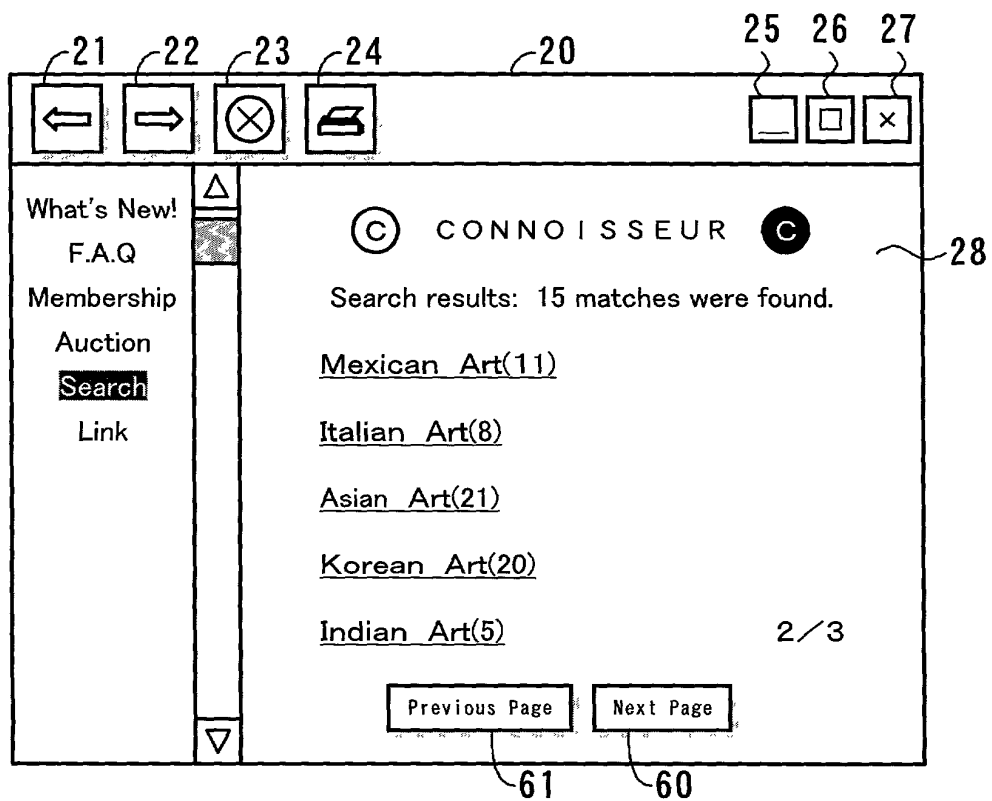 21 22 23 24 20 25 26 27
What's New!
F.A.Q
Membership
Auction
Search
Link
C CONNOISSEUR C
28
Search results: 15 matches were found.
Mexican Art(11)
Italian Art(8)
Asian Art(21)
Korean Art(20)
Indian Art(5)
2/3
Previous Page Next Page
61 60